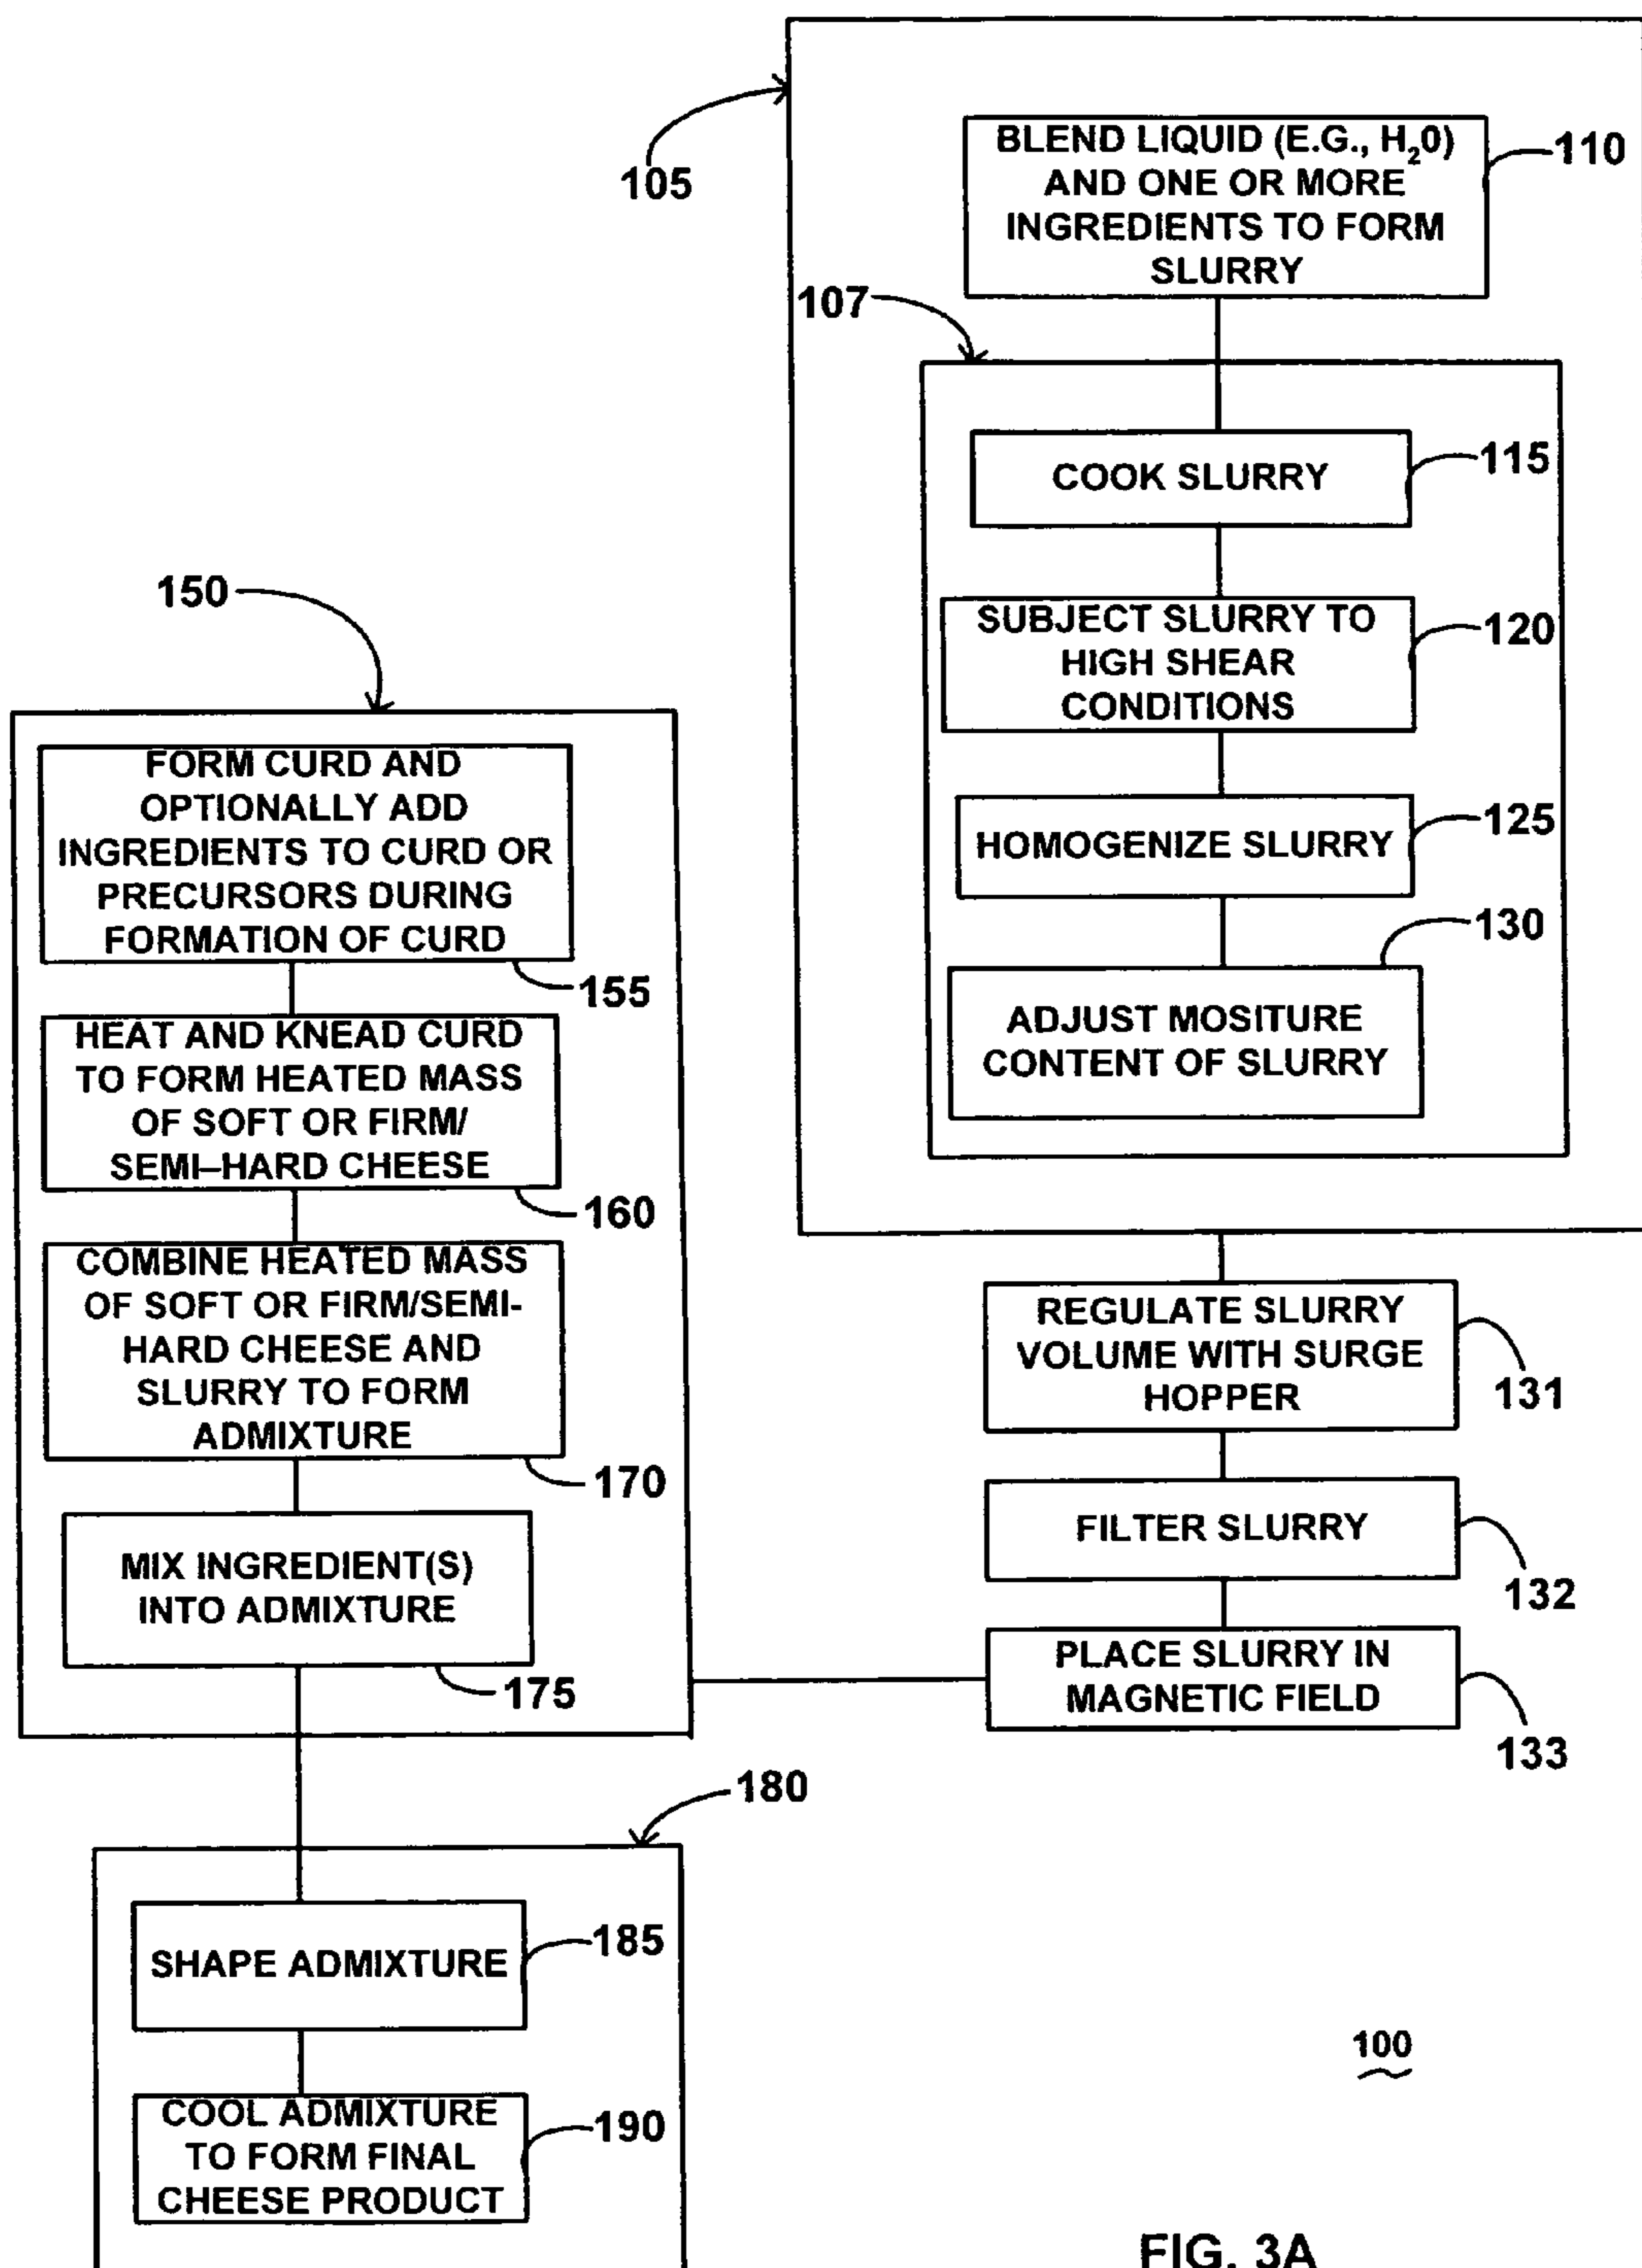 105
BLEND LIQUID (E.G., H₂0)
AND ONE OR MORE
INGREDIENTS TO FORM
SLURRY
110
107
COOK SLURRY
115
SUBJECT SLURRY TO
HIGH SHEAR
CONDITIONS
120
HOMOGENIZE SLURRY
125
130
ADJUST MOSITURE
CONTENT OF SLURRY
REGULATE SLURRY
VOLUME WITH SURGE
HOPPER
131
FILTER SLURRY
132
PLACE SLURRY IN
MAGNETIC FIELD
133
150
FORM CURD AND
OPTIONALLY ADD
INGREDIENTS TO CURD OR
PRECURSORS DURING
FORMATION OF CURD
155
HEAT AND KNEAD CURD
TO FORM HEATED MASS
OF SOFT OR FIRM/
SEMI–HARD CHEESE
160
COMBINE HEATED MASS
OF SOFT OR FIRM/SEMI-
HARD CHEESE AND
SLURRY TO FORM
ADMIXTURE
170
MIX INGREDIENT(S)
INTO ADMIXTURE
175
180
SHAPE ADMIXTURE
185
COOL ADMIXTURE
TO FORM FINAL
CHEESE PRODUCT
190
100
FIG. 3A